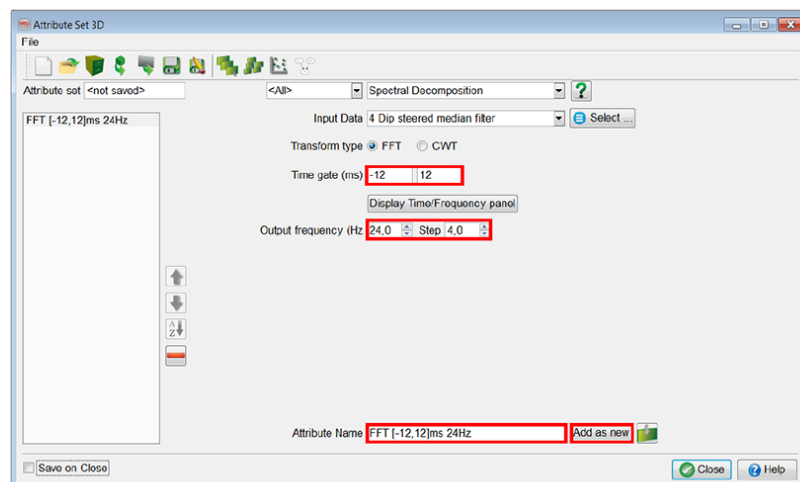 Attribute Set 3D
File
Attribute set <not saved> <All> Spectral Decomposition ?
FFT [-12,12]ms 24Hz
Input Data 4 Dip steered median filter Select ...
Transform type FFT CWT
Time gate (ms) -12 12
Display Time/Frequency panel
Output frequency (Hz 24,0 Step 4,0
AZ
Attribute Name FFT [-12,12]ms 24Hz Add as new
Save on Close Close ? Help